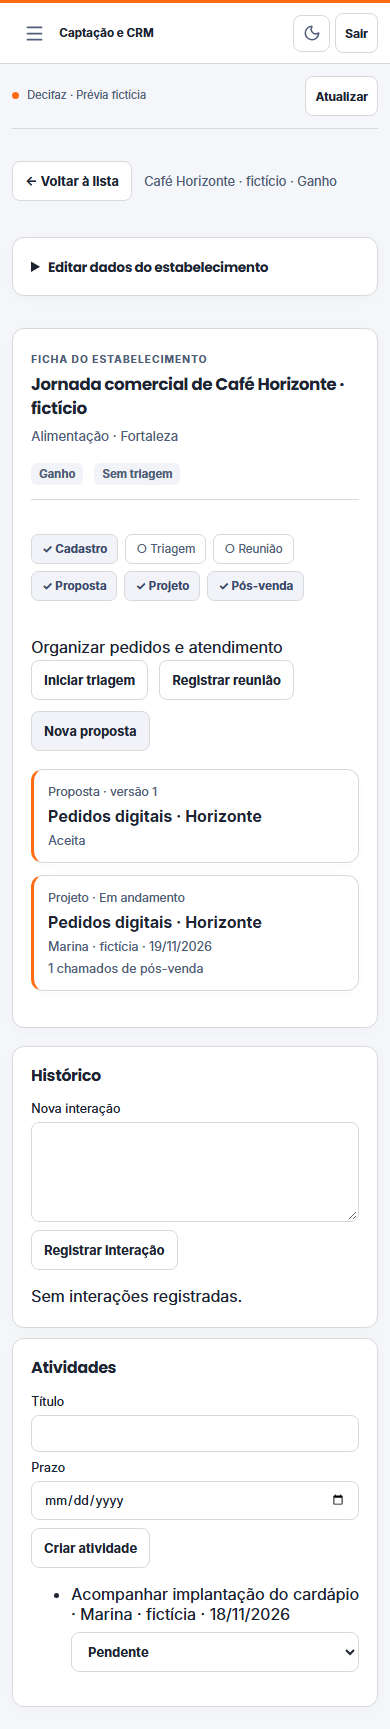 Captação e CRM
Sair
Decifaz · Prévia fictícia
Atualizar
← Voltar à lista
Café Horizonte · fictício · Ganho
▶ Editar dados do estabelecimento
FICHA DO ESTABELECIMENTO
Jornada comercial de Café Horizonte ·
fictício
Alimentação · Fortaleza
Ganho
Sem triagem
✓ Cadastro
○ Triagem
○ Reunião
✓ Proposta
✓ Projeto
✓ Pós-venda
Organizar pedidos e atendimento
Iniciar triagem
Registrar reunião
Nova proposta
Proposta · versão 1
Pedidos digitais · Horizonte
Aceita
Projeto · Em andamento
Pedidos digitais · Horizonte
Marina · fictícia · 19/11/2026
1 chamados de pós-venda
Histórico
Nova interação
Registrar interação
Sem interações registradas.
Atividades
Título
Prazo
mm/dd/yyyy
Criar atividade
• Acompanhar implantação do cardápio
· Marina · fictícia · 18/11/2026
Pendente